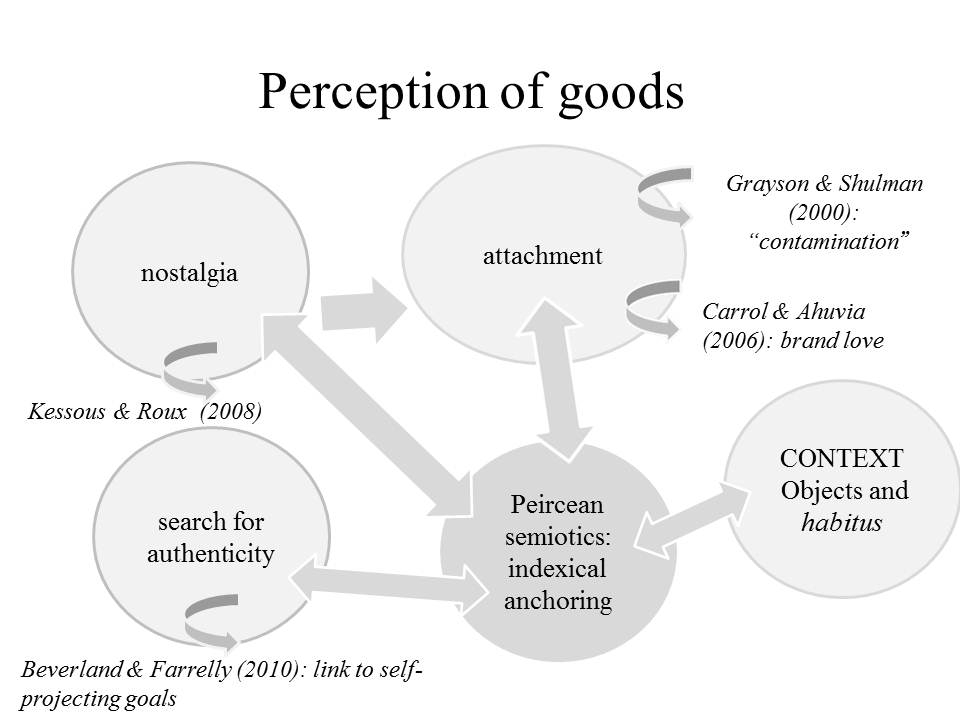 Perception of goods
nostalgia
attachment
Grayson & Shulman
(2000):
“contamination”
Carrol & Ahuvia
(2006): brand love
Kessous & Roux (2008)
search for
authenticity
Peircean
semiotics:
indexical
anchoring
CONTEXT
Objects and
habitus
Beverland & Farrelly (2010): link to self-
projecting goals